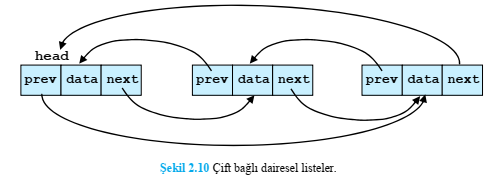 head
prev data next prev data next prev data next
Şekil 2.10 Çift bağlı dairesel listeler.